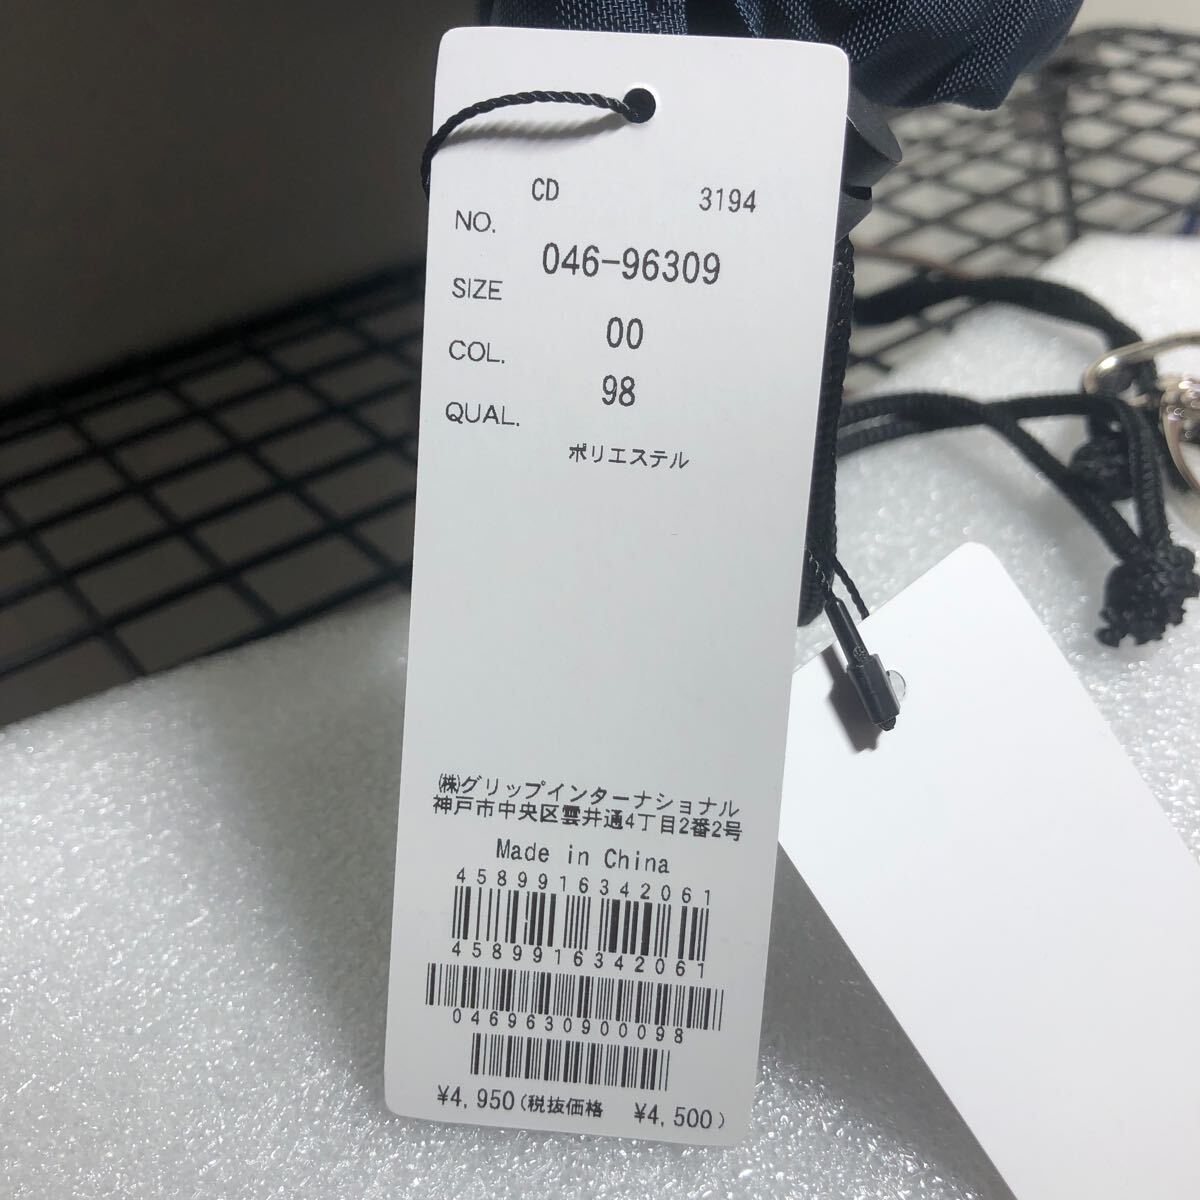 CD 3194
NO. 046-96309
SIZE 00
COL. 98
QUAL.
ポリエステル
㈱グリップインターナショナル
神戸市中央区雲井通4丁目2番2号
Made in China
4589916342061
4589916342061
0469630900098
¥4,950(税抜価格 ¥4,500)